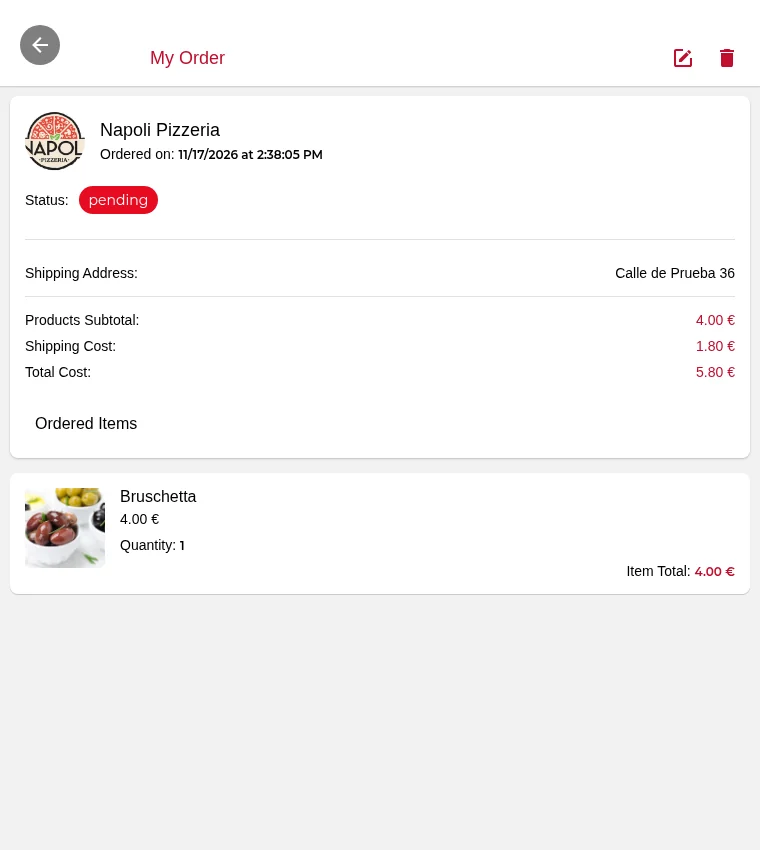 My Order
NAPOL
·PIZZERIA·
Napoli Pizzeria
Ordered on: 11/17/2026 at 2:38:05 PM
Status: pending
Shipping Address: Calle de Prueba 36
Products Subtotal: 4.00 €
Shipping Cost: 1.80 €
Total Cost: 5.80 €
Ordered Items
Bruschetta
4.00 €
Quantity: 1
Item Total: 4.00 €